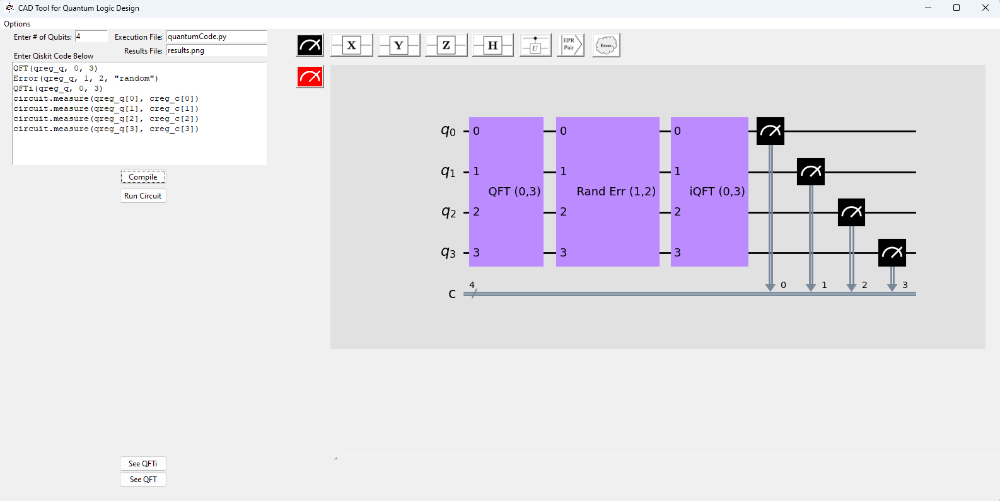 CAD Tool for Quantum Logic Design
Options
Enter # of Qubits: 4 Execution File: quantumCode.py
Results File: results.png
Enter Qiskit Code Below
QFT(qreg_q, 0, 3)
Error(qreg_q, 1, 2, "random")
QFTi(qreg_q, 0, 3)
circuit.measure(qreg_q[0], creg_c[0])
circuit.measure(qreg_q[1], creg_c[1])
circuit.measure(qreg_q[2], creg_c[2])
circuit.measure(qreg_q[3], creg_c[3])
Compile
Run Circuit
See QFTi
See QFT
X Y Z H U EPR Pair Error
q0 0 0 0
q1 1 1 1
QFT (0,3) Rand Err (1,2) iQFT (0,3)
q2 2 2 2
q3 3 3 3
4 0 1 2 3
c